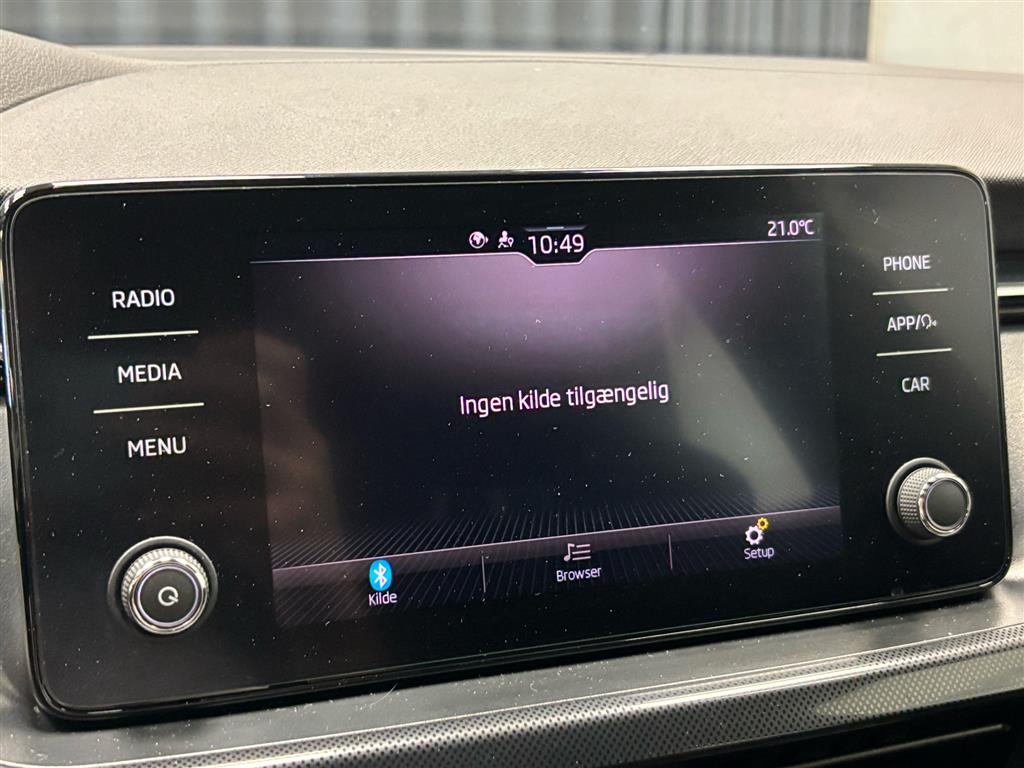 10:49
21.0°C
RADIO
MEDIA
MENU
Ingen kilde tilgængelig
PHONE
APP/
CAR
Kilde
Browser
Setup